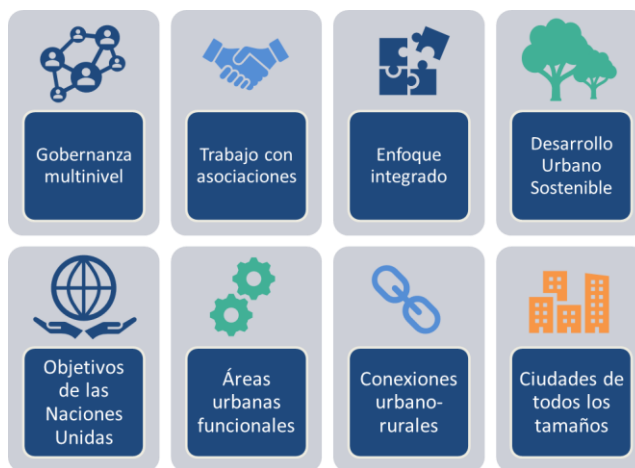 Gobernanza
multinivel
Trabajo con
asociaciones
Enfoque
integrado
Desarrollo
Urbano
Sostenible
Objetivos
de las
Naciones
Unidas
Áreas
urbanas
funcionales
Conexiones
urbano-
rurales
Ciudades de
todos los
tamaños